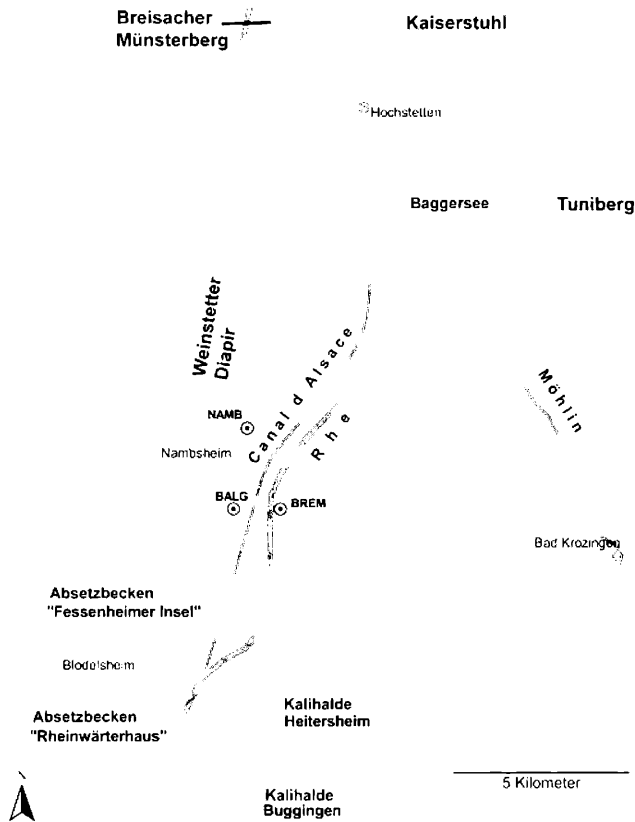 Breisacher
Münsterberg
Kaiserstuhl
Hochstetten
Baggersee
Tuniberg
Weinstetter
Diapir
Canal d Alsace
Rhe
Möhlin
NAMB
Nambsheim
BALG
BREM
Bad Krozingen
Absetzbecken
"Fessenheimer Insel"
Blodelsheim
Absetzbecken
"Rheinwärterhaus"
Kalihalde
Heitersheim
5 Kilometer
Kalihalde
Buggingen